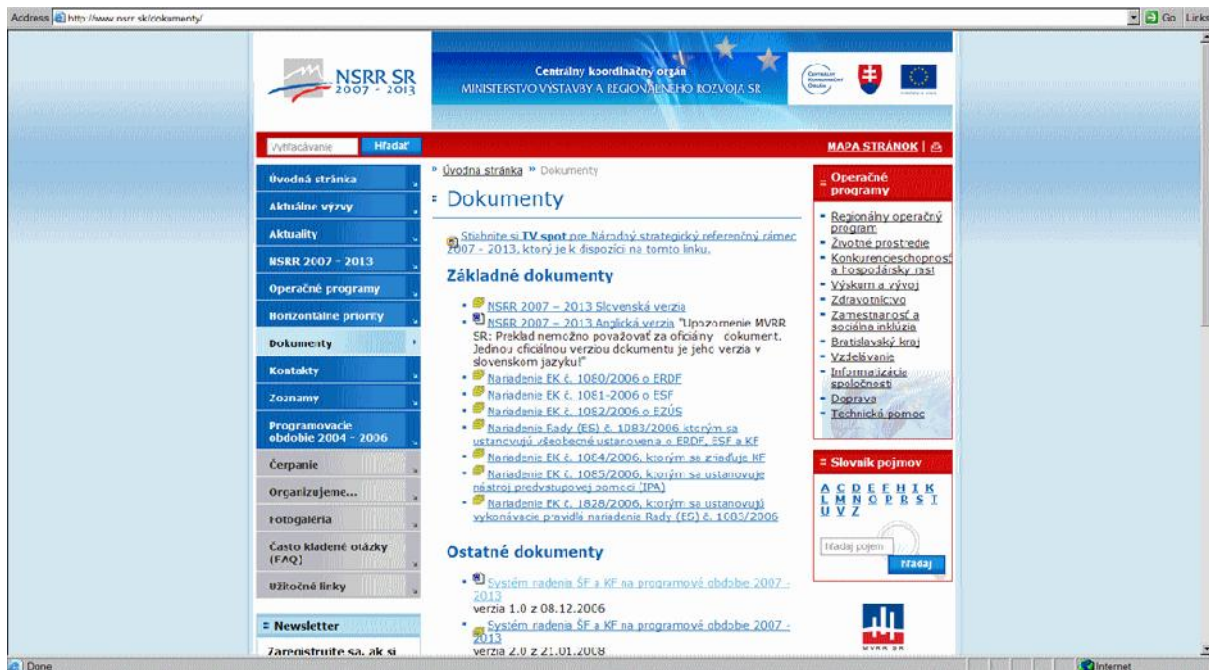 Address http://www.nsrr.sk/dokumenty/
Go Links
NSRR SR
2007 - 2013
Centrálny koordinačný orgán
MINISTERSTVO VÝSTAVBY A REGIONÁLNEHO ROZVOJA SR
Vyhľadávanie
Hľadať
MAPA STRÁNOK |
Úvodná stránka
Aktuálne výzvy
Aktuality
NSRR 2007 - 2013
Operačné programy
Horizontálne priority
Dokumenty
Kontakty
Zoznamy
Programovacie
obdobie 2004 - 2006
Čerpanie
Organizujeme...
Fotogaléria
Často kladené otázky
(FAQ)
Užitočné linky
Newsletter
Zaregistrujte sa, ak si
» Úvodna stránka » Dokumenty
Dokumenty
Stiahnite si TV spot pre Národný strategický referenčný rámec
2007 - 2013, ktorý je k dispozíci na tomto linku.
Základné dokumenty
NSRR 2007 – 2013 Slovenská verzia
NSRR 2007 – 2013 Anglická verzia "Upozornenie MVRR
SR: Preklad nemožno považovať za oficiálny dokument.
Jedinou oficiálnou verziou dokumentu je jeho verzia v
slovenskom jazyku!"
Nariadenie EK č. 1080/2006 o ERDF
Nariadenie EK č. 1081-2006 o ESF
Nariadenie EK č. 1082/2006 o EZÚS
Nariadenie Rady (ES) č. 1083/2006 ktorým sa
ustanovujú všeobecné ustanovenia o ERDF, ESF a KF
Nariadenie EK č. 1084/2006, ktorým sa zriaďuje KF
Nariadenie EK č. 1085/2006, ktorým sa ustanovuje
nástroj predvstupovej pomoci (IPA)
Nariadenie EK č. 1828/2006, ktorým sa ustanovujú
vykonávacie pravidlá nariadenie Rady (ES) č. 1083/2006
Ostatné dokumenty
Systém riadenia ŠF a KF na programové obdobie 2007 -
2013
verzia 1.0 z 08.12.2006
Systém riadenia ŠF a KF na programové obdobie 2007 -
2013
verzia 2.0 z 21.01.2008
Operačné
programy
Regionálny operačný
program
Životné prostredie
Konkurencieschopnosť
a hospodársky rast
Výskum a vývoj
Zdravotníctvo
Zamestnanosť a
sociálna inklúzia
Bratislavský kraj
Vzdelávanie
Informatizácia
spoločnosti
Doprava
Technická pomoc
Slovník pojmov
A C D E F H I K
L M N O P R S T
U V Z
hľadaj pojem
hľadaj
MVRR SR
Done
Internet